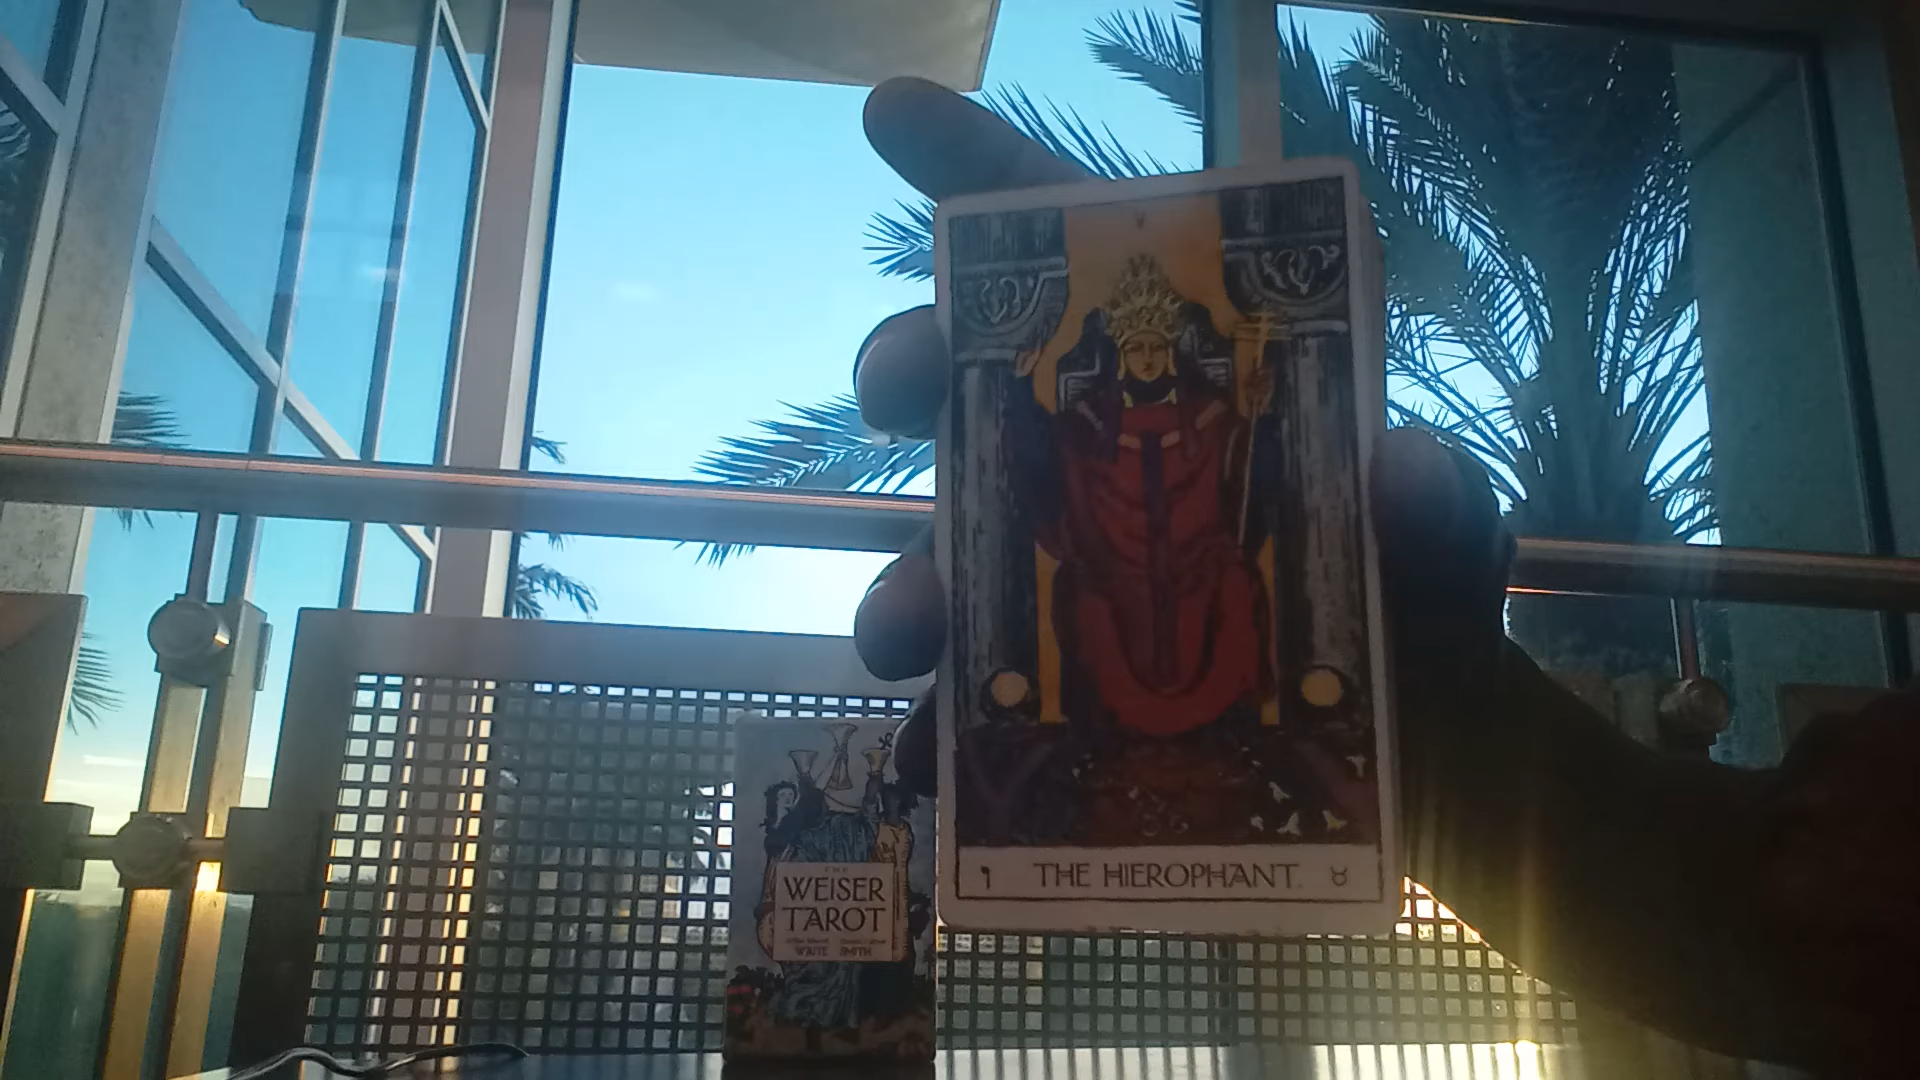 V
ו THE HIEROPHANT. ♉
THE
WEISER
TAROT
WAITE SMITH